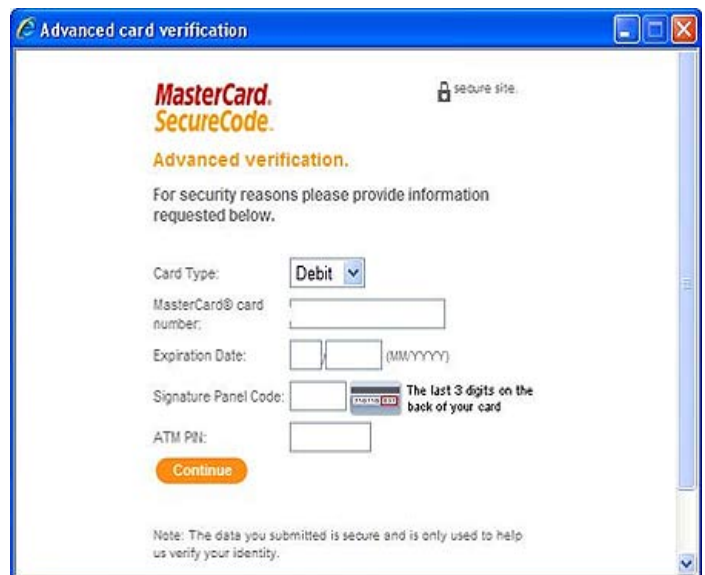 Advanced card verification
MasterCard.
SecureCode.
secure site.
Advanced verification.
For security reasons please provide information
requested below.
Card Type:
Debit
MasterCard® card
number:
Expiration Date:
/
(MM/YYYY)
Signature Panel Code:
The last 3 digits on the
back of your card
ATM PIN:
Continue
Note: The data you submitted is secure and is only used to help
us verify your identity.